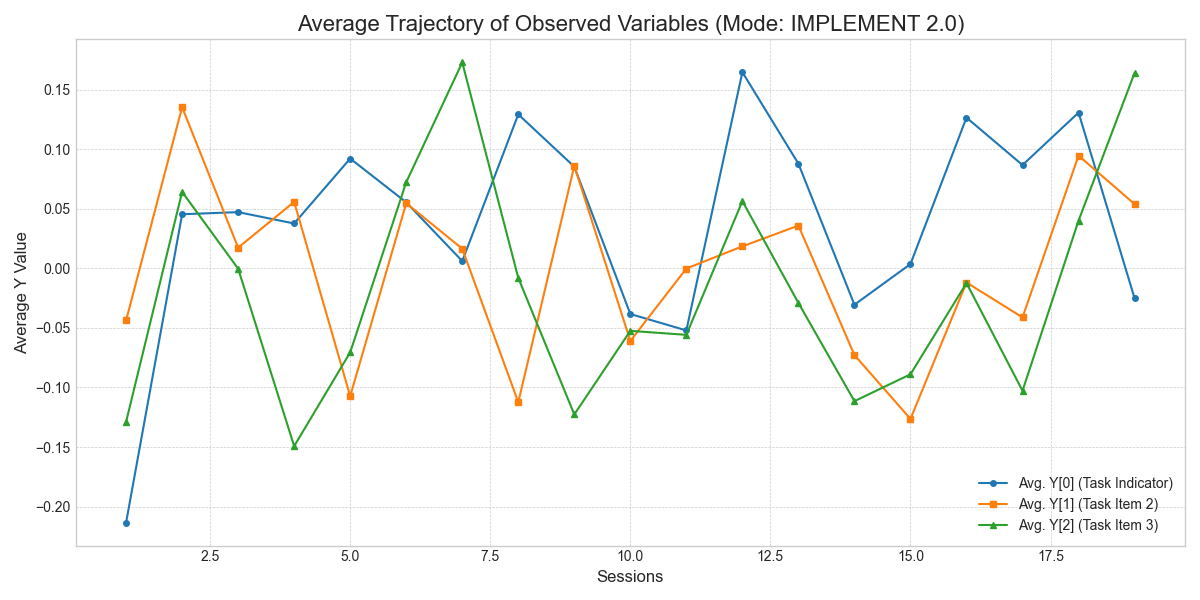 Average Trajectory of Observed Variables (Mode: IMPLEMENT 2.0)
Average Y Value
0.15
0.10
0.05
0.00
−0.05
−0.10
−0.15
−0.20
Avg. Y[0] (Task Indicator)
Avg. Y[1] (Task Item 2)
Avg. Y[2] (Task Item 3)
2.5 5.0 7.5 10.0 12.5 15.0 17.5
Sessions